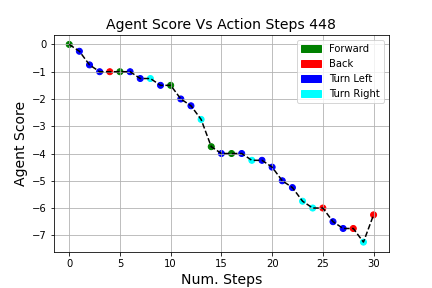 Agent Score Vs Action Steps 448
Forward
Back
Turn Left
Turn Right
Agent Score
0
−1
−2
−3
−4
−5
−6
−7
0 5 10 15 20 25 30
Num. Steps